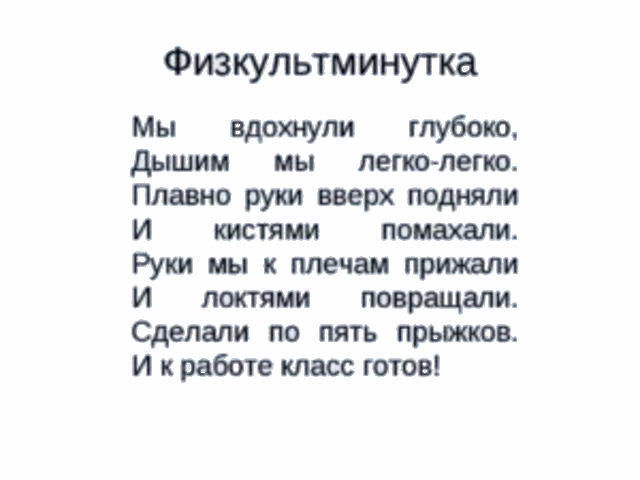 Физкультминутка
Мы вдохнули глубоко,
Дышим мы легко-легко.
Плавно руки вверх подняли
И кистями помахали.
Руки мы к плечам прижали
И локтями повращали.
Сделали по пять прыжков.
И к работе класс готов!